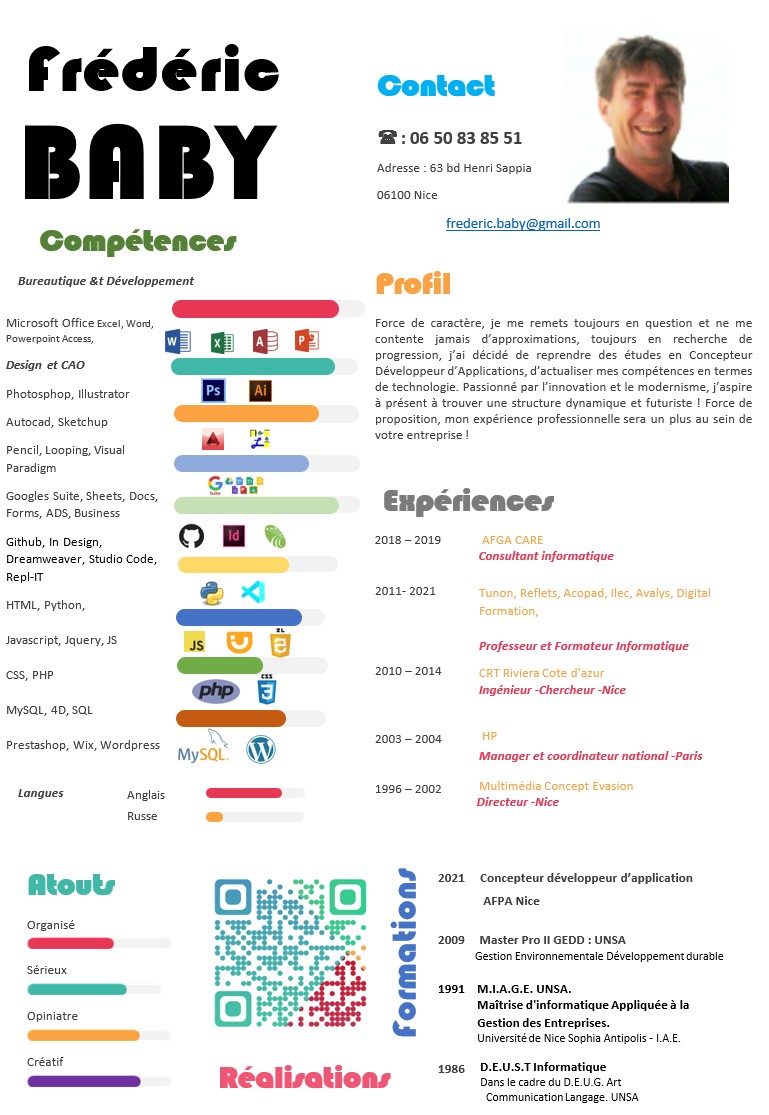 Frédéric
BABY
Contact
☎ : 06 50 83 85 51
Adresse : 63 bd Henri Sappia
06100 Nice
frederic.baby@gmail.com
Compétences
Bureautique &t Développement
Microsoft Office Excel, Word,
Powerpoint Access,
W X A P
Design et CAO
Photosphop, Illustrator
Ps Ai
Autocad, Sketchup
Pencil, Looping, Visual
Paradigm
Googles Suite, Sheets, Docs,
Forms, ADS, Business
G Suite
Github, In Design,
Dreamweaver, Studio Code,
Repl-IT
Id
HTML, Python,
Javascript, Jquery, JS
JS
CSS, PHP
php CSS 3
MySQL, 4D, SQL
Prestashop, Wix, Wordpress
MySQL
Langues
Anglais
Russe
Profil
Force de caractère, je me remets toujours en question et ne me
contente jamais d’approximations, toujours en recherche de
progression, j’ai décidé de reprendre des études en Concepteur
Développeur d’Applications, d’actualiser mes compétences en termes
de technologie. Passionné par l’innovation et le modernisme, j’aspire
à présent à trouver une structure dynamique et futuriste ! Force de
proposition, mon expérience professionnelle sera un plus au sein de
votre entreprise !
Expériences
2018 – 2019 AFGA CARE
Consultant informatique
2011- 2021 Tunon, Reflets, Acopad, Ilec, Avalys, Digital
Formation,
Professeur et Formateur Informatique
2010 – 2014 CRT Riviera Cote d’azur
Ingénieur -Chercheur -Nice
2003 – 2004 HP
Manager et coordinateur national -Paris
1996 – 2002 Multimédia Concept Evasion
Directeur -Nice
Atouts
Organisé
Sérieux
Opiniatre
Créatif
Réalisations
Formations
2021 Concepteur développeur d’application
AFPA Nice
2009 Master Pro II GEDD : UNSA
Gestion Environnementale Développement durable
1991 M.I.A.G.E. UNSA.
Maîtrise d'informatique Appliquée à la
Gestion des Entreprises.
Université de Nice Sophia Antipolis - I.A.E.
1986 D.E.U.S.T Informatique
Dans le cadre du D.E.U.G. Art
Communication Langage. UNSA